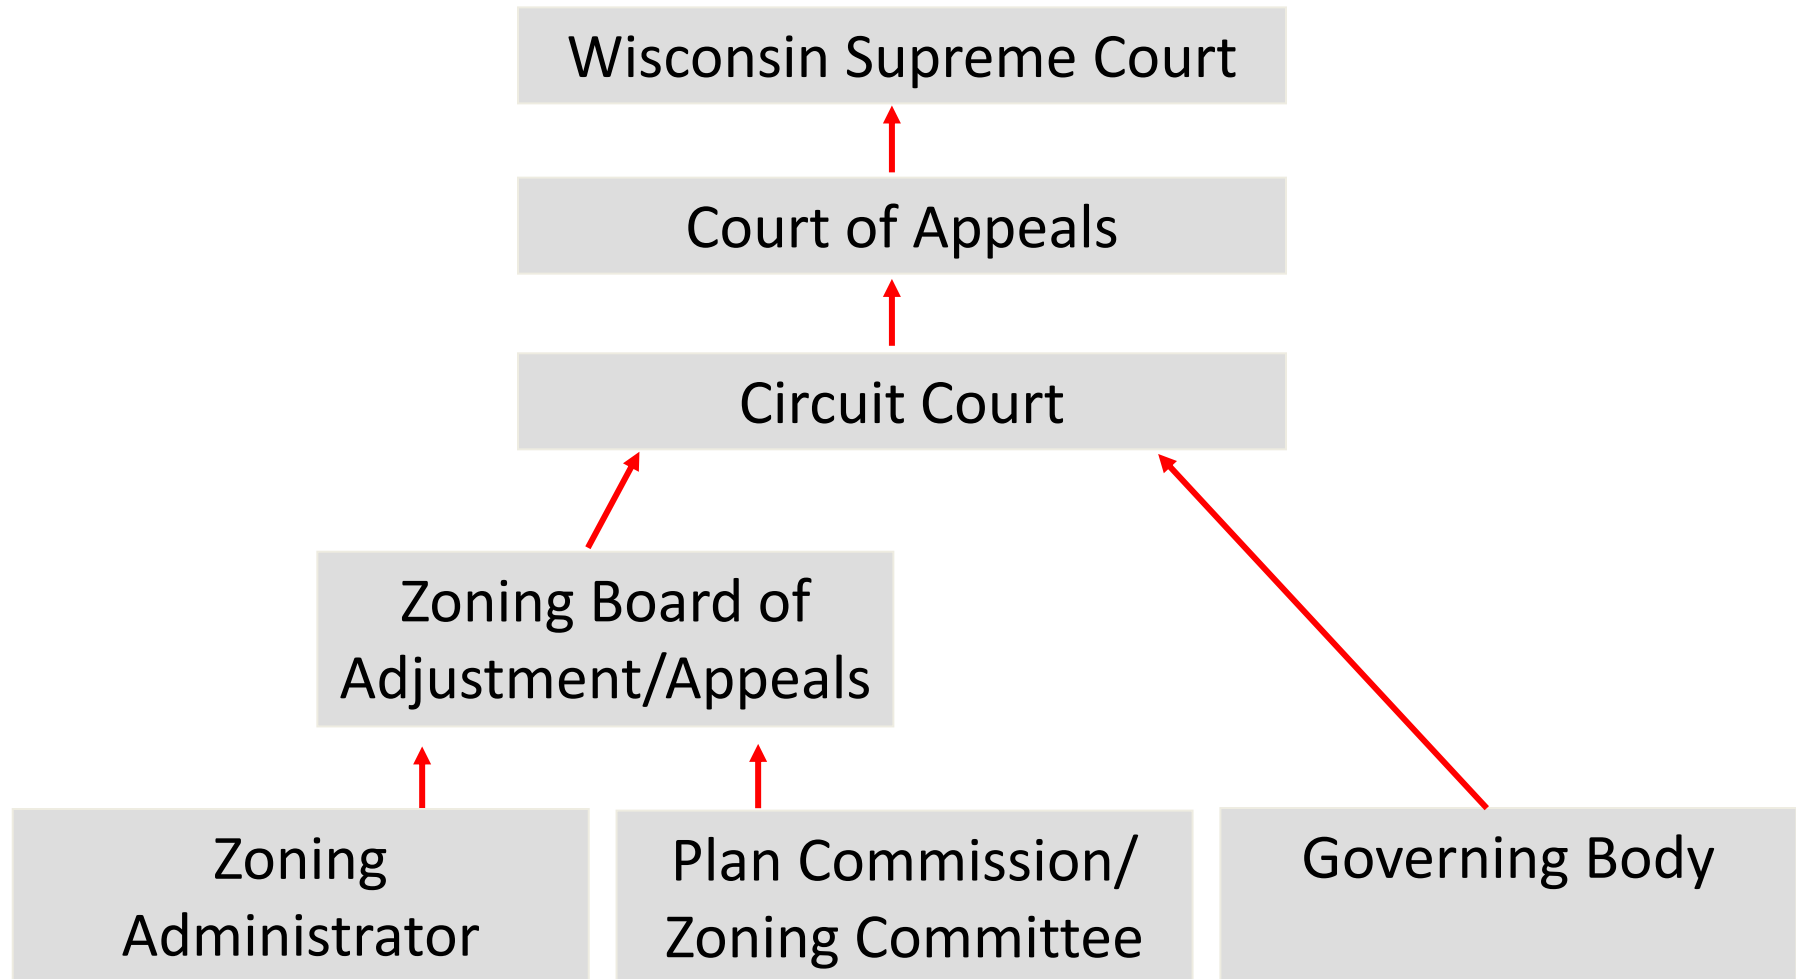 Wisconsin Supreme Court
Court of Appeals
Circuit Court
Zoning Board of
Adjustment/Appeals
Zoning
Administrator
Plan Commission/
Zoning Committee
Governing Body